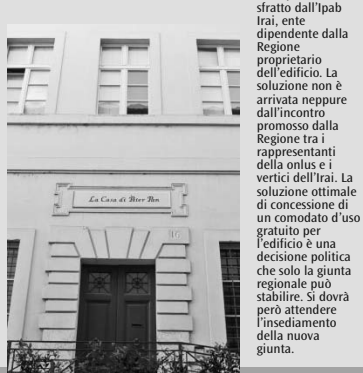 La Casa di Peter Pan
sfratto dall'Ipab
Irai, ente
dipendente dalla
Regione
proprietario
dell'edificio. La
soluzione non è
arrivata neppure
dall'incontro
promosso dalla
Regione tra i
rappresentanti
della onlus e i
vertici dell'Irai. La
soluzione ottimale
di concessione di
un comodato d'uso
gratuito per
l'edificio è una
decisione politica
che solo la giunta
regionale può
stabilire. Si dovrà
però attendere
l'insediamento
della nuova
giunta.